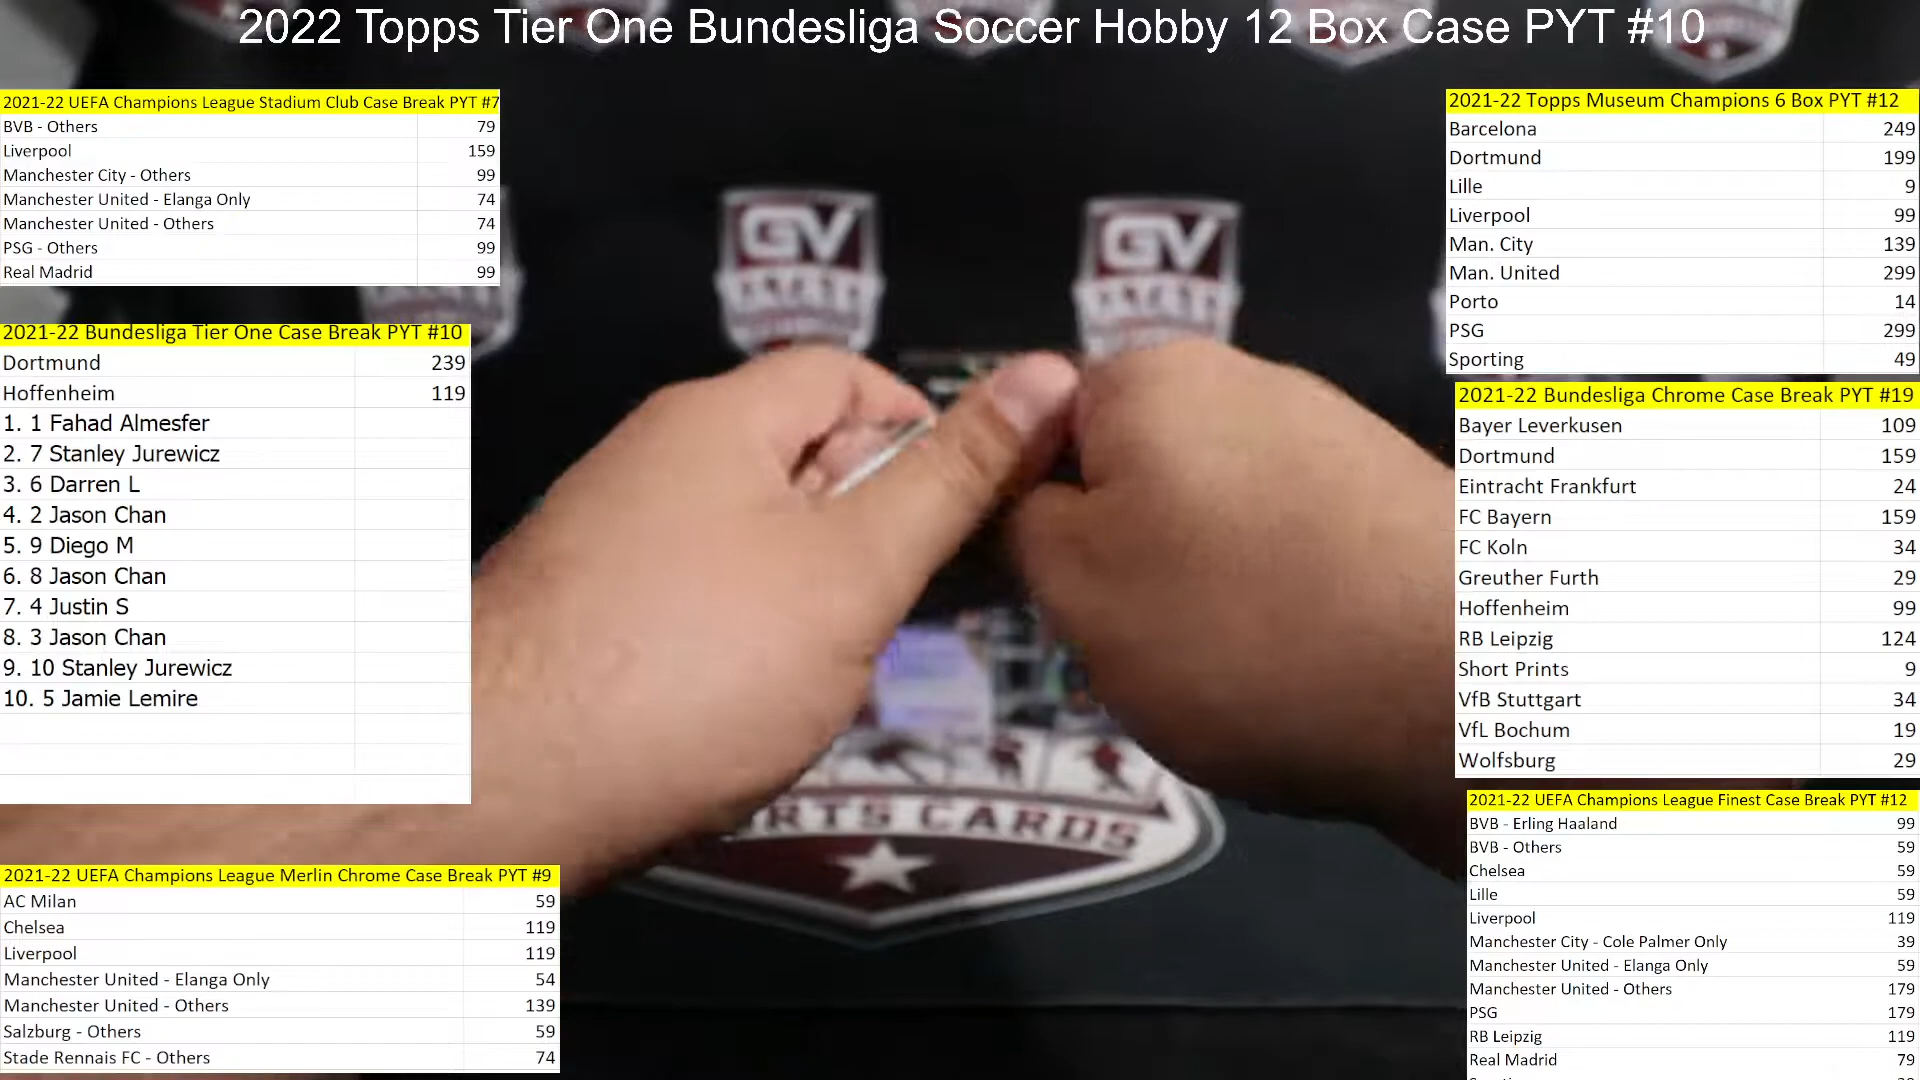 2022 Topps Tier One Bundesliga Soccer Hobby 12 Box Case PYT #10
2021-22 UEFA Champions League Stadium Club Case Break PYT #7
BVB - Others 79
Liverpool 159
Manchester City - Others 99
Manchester United - Elanga Only 74
Manchester United - Others 74
PSG - Others 99
Real Madrid 99
2021-22 Bundesliga Tier One Case Break PYT #10
Dortmund 239
Hoffenheim 119
1. 1 Fahad Almesfer
2. 7 Stanley Jurewicz
3. 6 Darren L
4. 2 Jason Chan
5. 9 Diego M
6. 8 Jason Chan
7. 4 Justin S
8. 3 Jason Chan
9. 10 Stanley Jurewicz
10. 5 Jamie Lemire
2021-22 UEFA Champions League Merlin Chrome Case Break PYT #9
AC Milan 59
Chelsea 119
Liverpool 119
Manchester United - Elanga Only 54
Manchester United - Others 139
Salzburg - Others 59
Stade Rennais FC - Others 74
GV
GV
CARDS
2021-22 Topps Museum Champions 6 Box PYT #12
Barcelona 249
Dortmund 199
Lille 9
Liverpool 99
Man. City 139
Man. United 299
Porto 14
PSG 299
Sporting 49
2021-22 Bundesliga Chrome Case Break PYT #19
Bayer Leverkusen 109
Dortmund 159
Eintracht Frankfurt 24
FC Bayern 159
FC Koln 34
Greuther Furth 29
Hoffenheim 99
RB Leipzig 124
Short Prints 9
VfB Stuttgart 34
VfL Bochum 19
Wolfsburg 29
2021-22 UEFA Champions League Finest Case Break PYT #12
BVB - Erling Haaland 99
BVB - Others 59
Chelsea 59
Lille 59
Liverpool 119
Manchester City - Cole Palmer Only 39
Manchester United - Elanga Only 59
Manchester United - Others 179
PSG 179
RB Leipzig 119
Real Madrid 79